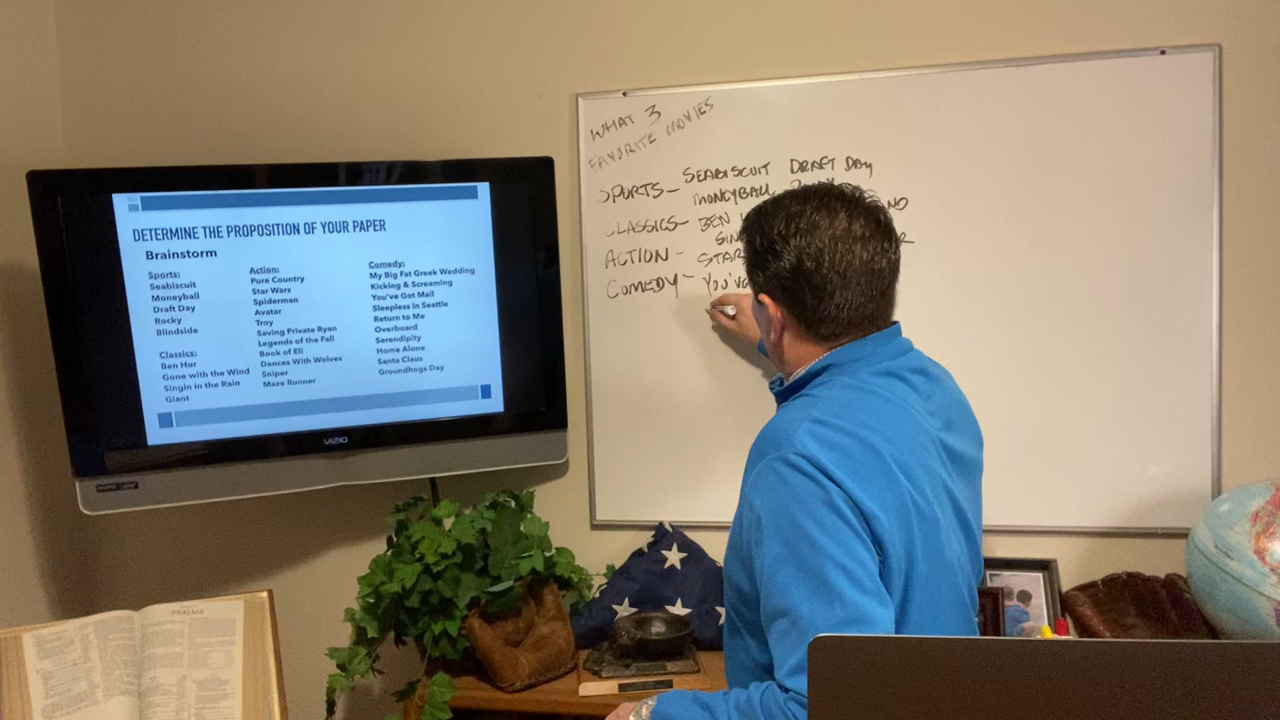 DETERMINE THE PROPOSITION OF YOUR PAPER
Brainstorm
Sports:
Seabiscuit
Moneyball
Draft Day
Rocky
Blindside
Classics:
Ben Hur
Gone with the Wind
Singin in the Rain
Giant
Action:
Pure Country
Star Wars
Spiderman
Avatar
Troy
Saving Private Ryan
Legends of the Fall
Book of Eli
Dances With Wolves
Sniper
Maze Runner
Comedy:
My Big Fat Greek Wedding
Kicking & Screaming
You've Got Mail
Sleepless in Seattle
Return to Me
Overboard
Serendipity
Home Alone
Santa Claus
Groundhogs Day
VIZIO
WHAT 3
FAVORITE MOVIES
SPORTS - SEABISCUIT DRAFT DAY
MONEYBALL
CLASSICS - BEN
ACTION - STAR
COMEDY - YOU'VE
PSALMS